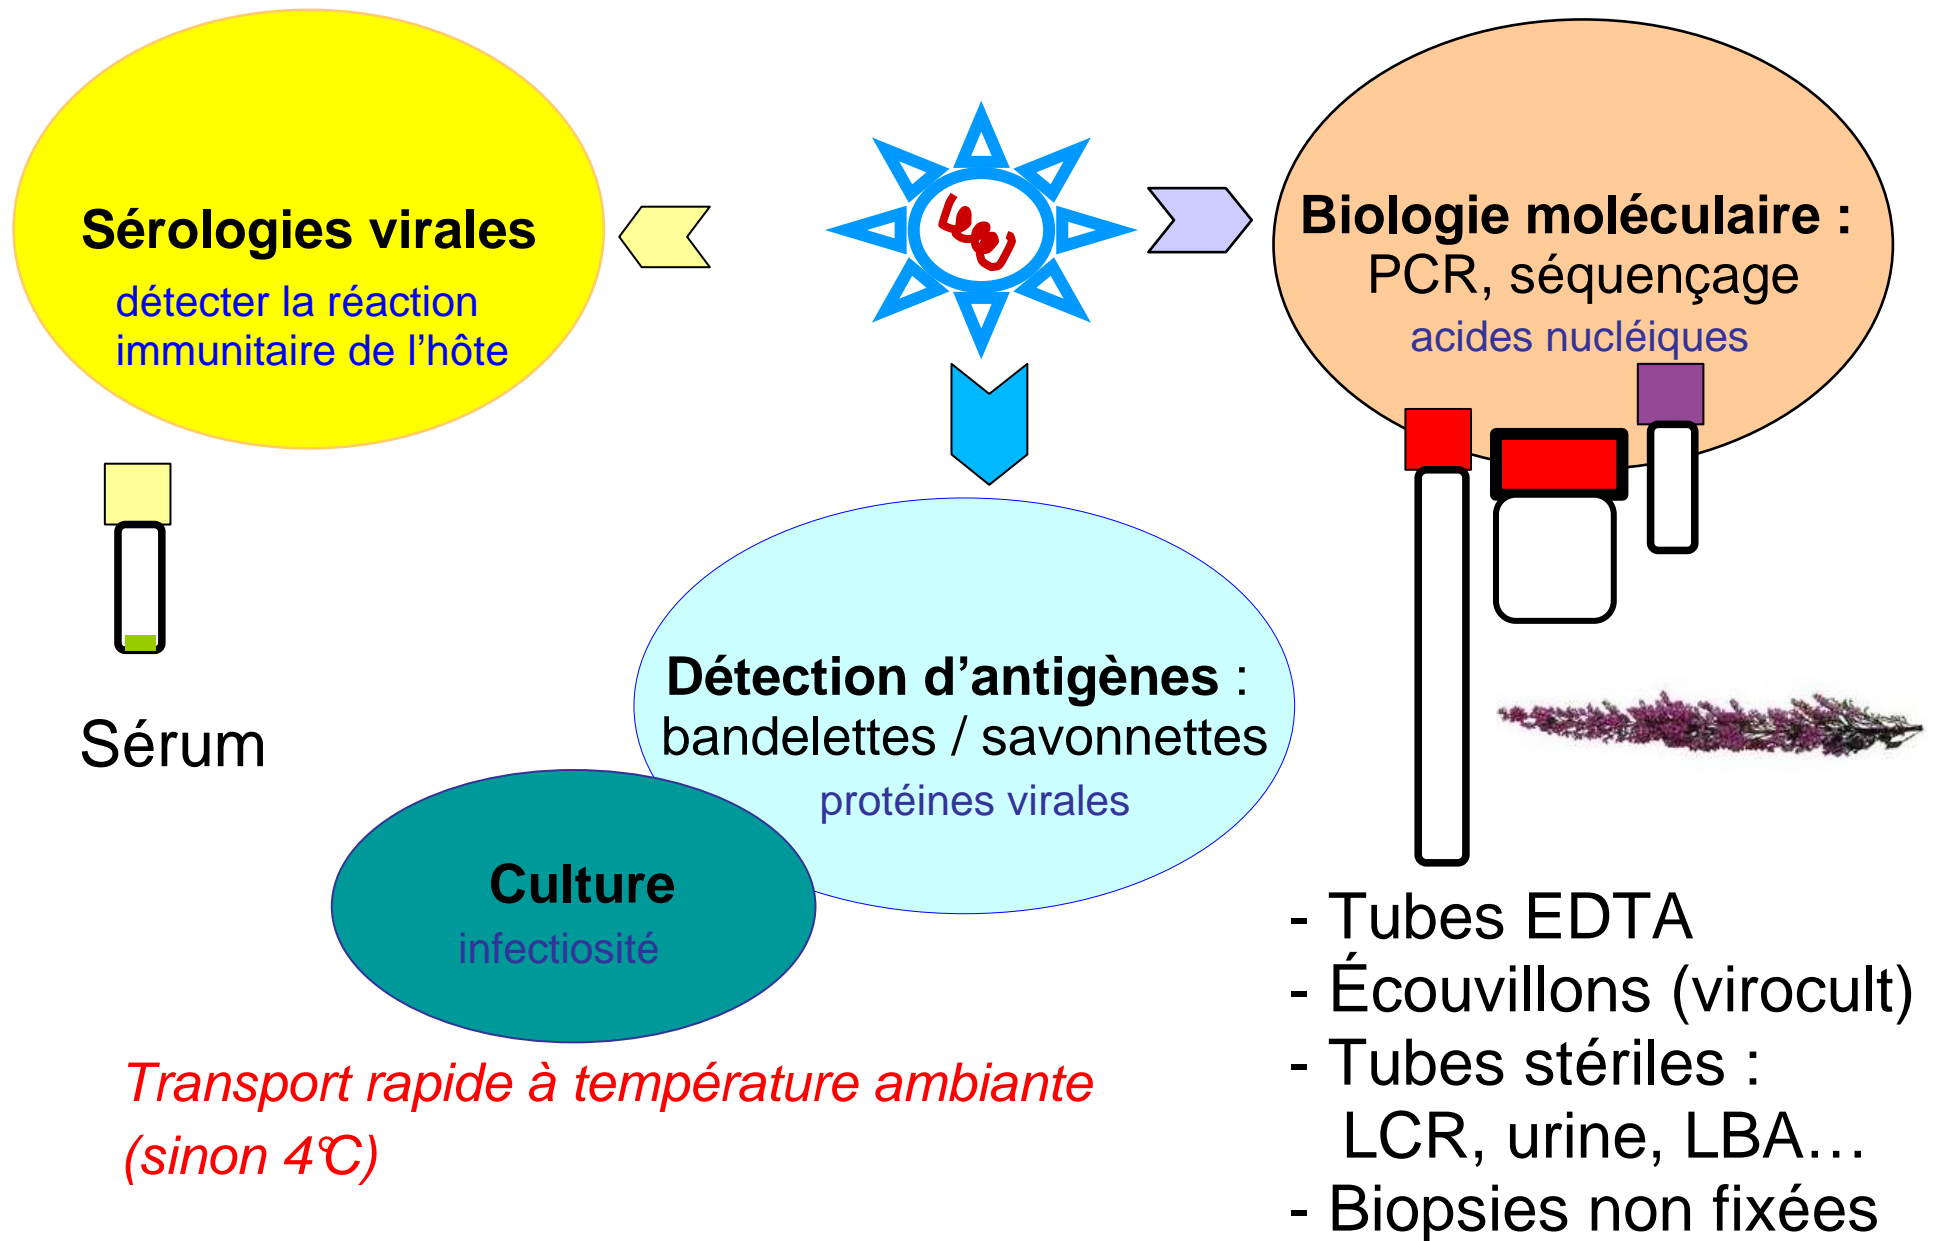 Sérologies virales
détecter la réaction
immunitaire de l’hôte
Biologie moléculaire :
PCR, séquençage
acides nucléiques
Sérum
Détection d’antigènes :
bandelettes / savonnettes
protéines virales
Culture
infectiosité
Transport rapide à température ambiante
(sinon 4°C)
- Tubes EDTA
- Écouvillons (virocult)
- Tubes stériles :
LCR, urine, LBA…
- Biopsies non fixées